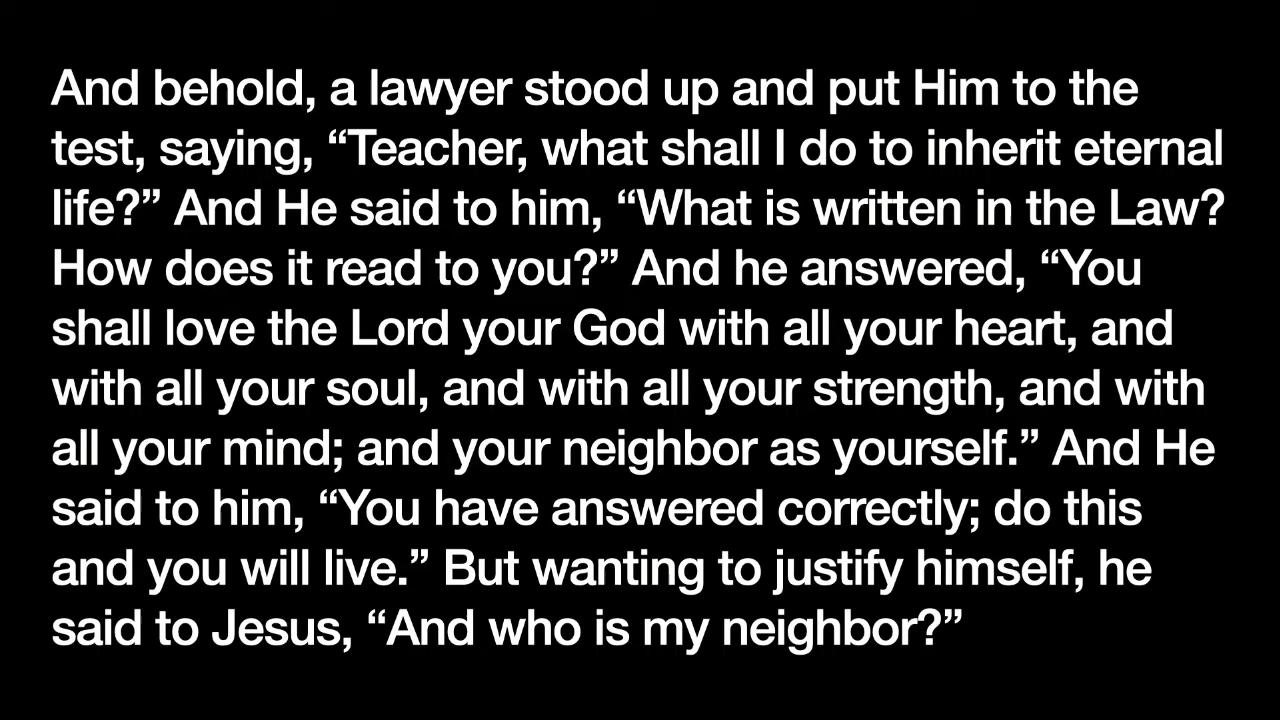 And behold, a lawyer stood up and put Him to the
test, saying, “Teacher, what shall I do to inherit eternal
life?” And He said to him, “What is written in the Law?
How does it read to you?” And he answered, “You
shall love the Lord your God with all your heart, and
with all your soul, and with all your strength, and with
all your mind; and your neighbor as yourself.” And He
said to him, “You have answered correctly; do this
and you will live.” But wanting to justify himself, he
said to Jesus, “And who is my neighbor?”